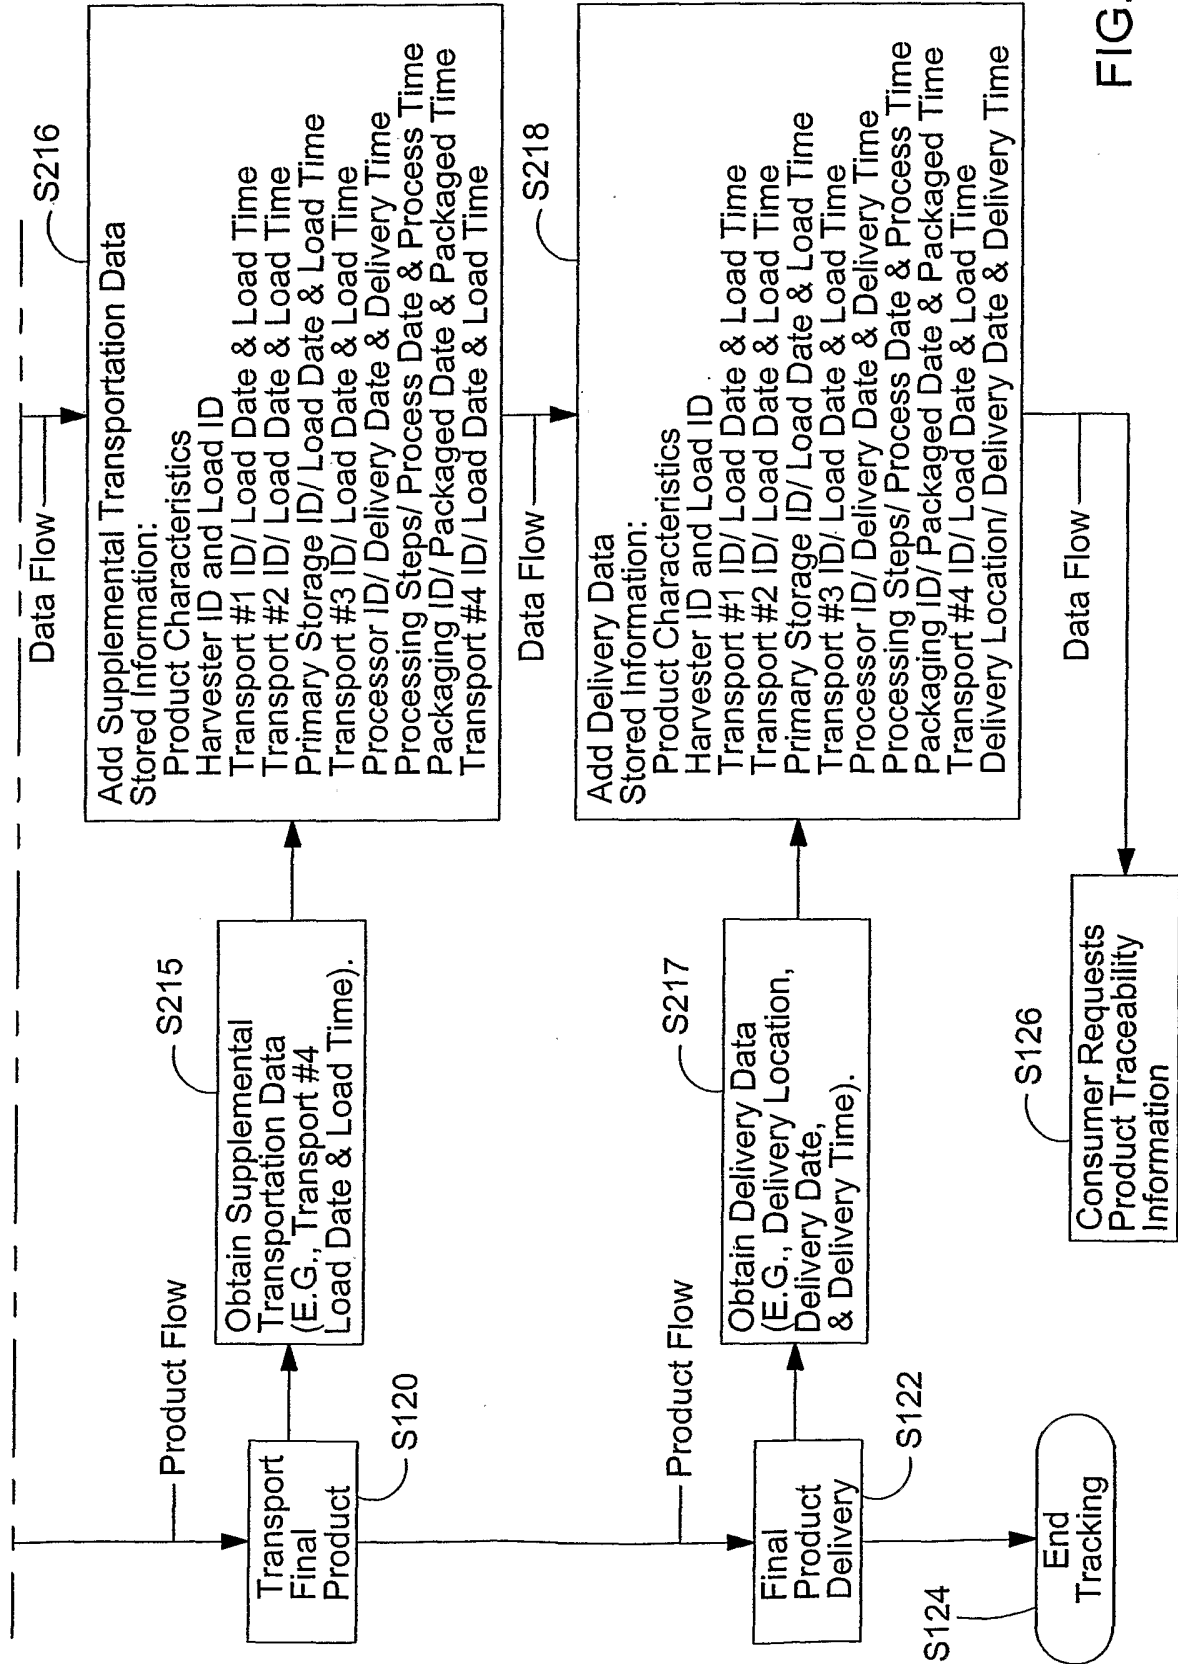 Product Flow
Transport
Final
Product
S120
Obtain Supplemental
Transportation Data
(E.G., Transport #4
Load Date & Load Time).
S215
Data Flow
Add Supplemental Transportation Data
Stored Information:
Product Characteristics
Harvester ID and Load ID
Transport #1 ID/ Load Date & Load Time
Transport #2 ID/ Load Date & Load Time
Primary Storage ID/ Load Date & Load Time
Transport #3 ID/ Load Date & Load Time
Processor ID/ Delivery Date & Delivery Time
Processing Steps/ Process Date & Process Time
Packaging ID/ Packaged Date & Packaged Time
Transport #4 ID/ Load Date & Load Time
S216
Product Flow
Final
Product
Delivery
S122
Obtain Delivery Data
(E.G., Delivery Location,
Delivery Date,
& Delivery Time).
S217
Data Flow
Add Delivery Data
Stored Information:
Product Characteristics
Harvester ID and Load ID
Transport #1 ID/ Load Date & Load Time
Transport #2 ID/ Load Date & Load Time
Primary Storage ID/ Load Date & Load Time
Transport #3 ID/ Load Date & Load Time
Processor ID/ Delivery Date & Delivery Time
Processing Steps/ Process Date & Process Time
Packaging ID/ Packaged Date & Packaged Time
Transport #4 ID/ Load Date & Load Time
Delivery Location/ Delivery Date & Delivery Time
S218
Data Flow
S124
End
Tracking
Consumer Requests
Product Traceability
Information
S126
FIG.